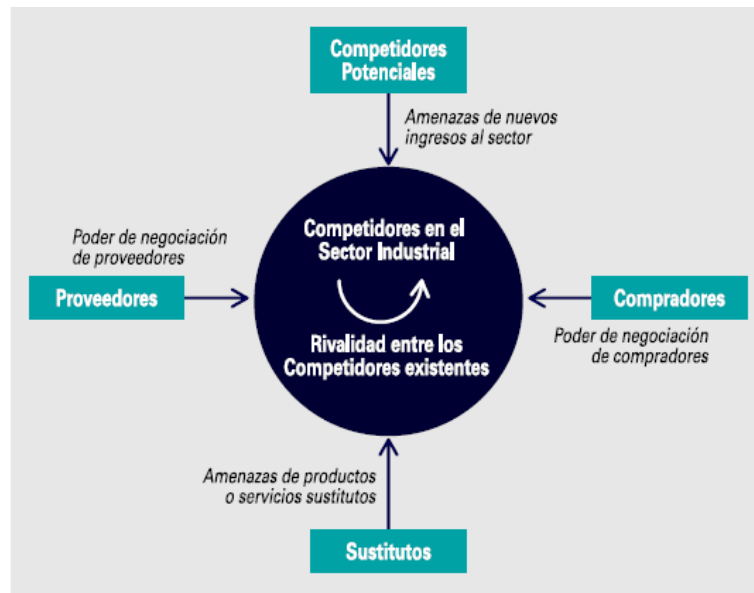 Competidores
Potenciales
Amenazas de nuevos
ingresos al sector
Competidores en el
Sector Industrial
Poder de negociación
de proveedores
Proveedores
Compradores
Poder de negociación
de compradores
Rivalidad entre los
Competidores existentes
Amenazas de productos
o servicios sustitutos
Sustitutos